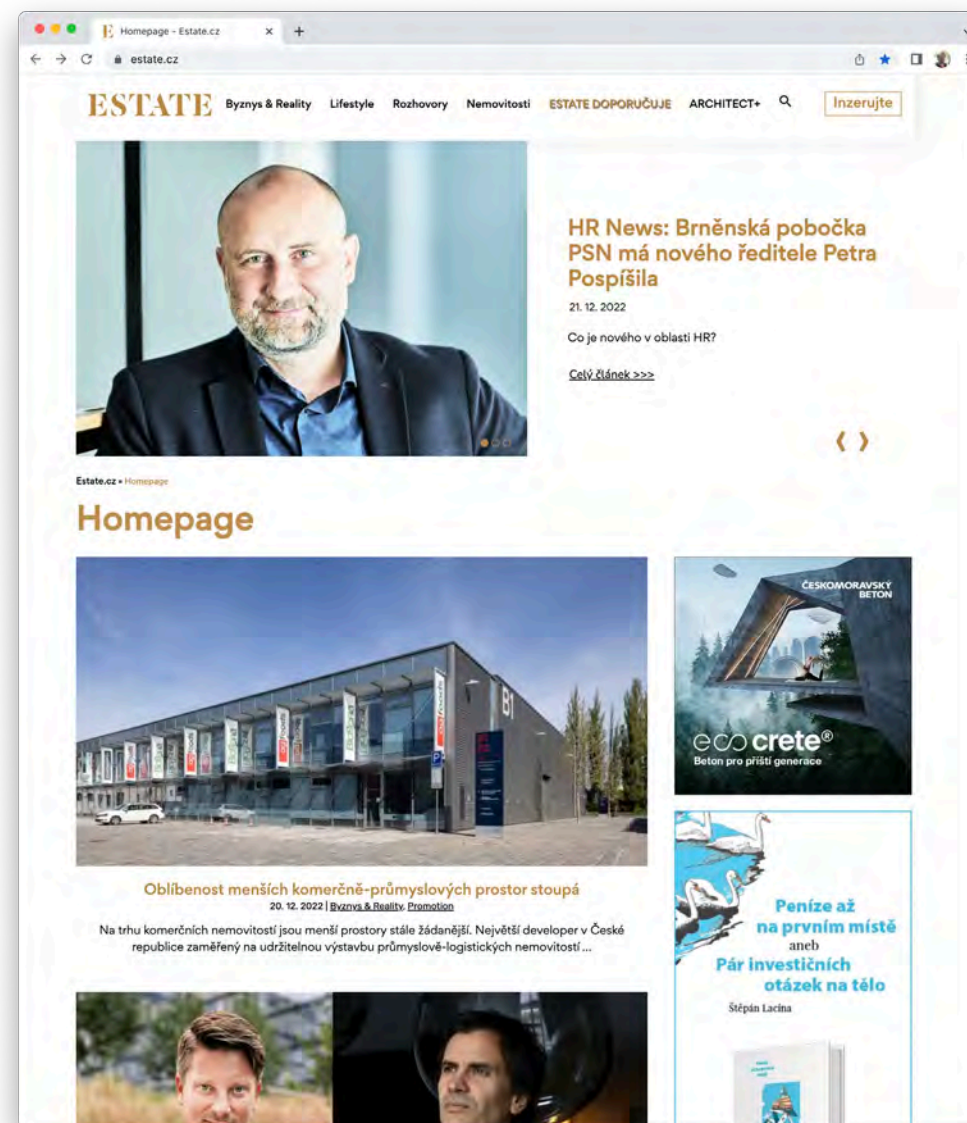 Homepage - Estate.cz
estate.cz
ESTATE Byznys & Reality Lifestyle Rozhovory Nemovitosti ESTATE DOPORUČUJE ARCHITECT+ Inzerujte
HR News: Brněnská pobočka
PSN má nového ředitele Petra
Pospíšila
21. 12. 2022
Co je nového v oblasti HR?
Celý článek >>>
Estate.cz • Homepage
Homepage
B1
P
Oblíbenost menších komerčně-průmyslových prostor stoupá
20. 12. 2022 | Byznys & Reality, Promotion
Na trhu komerčních nemovitostí jsou menší prostory stále žádanější. Největší developer v České
republice zaměřený na udržitelnou výstavbu průmyslově-logistických nemovitostí ...
ČESKOMORAVSKÝ
BETON
eco crete®
Beton pro příští generace
Peníze až
na prvním místě
aneb
Pár investičních
otázek na tělo
Štěpán Lacina